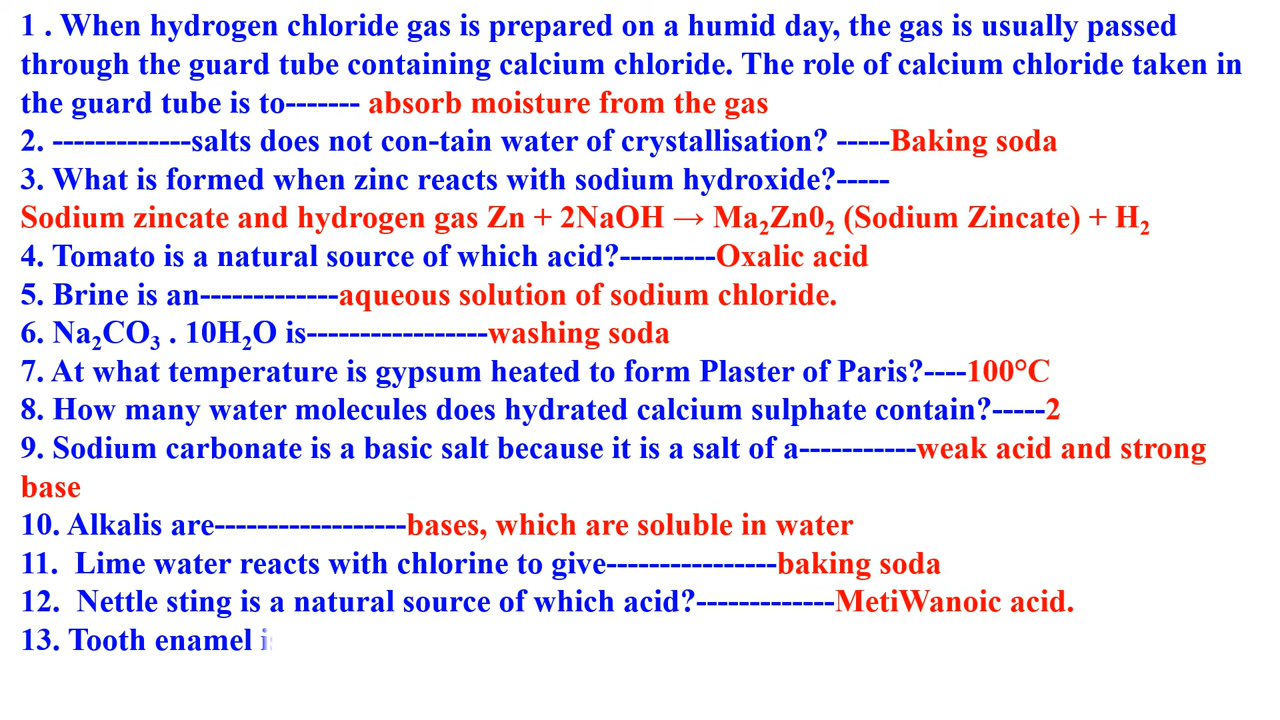 1 . When hydrogen chloride gas is prepared on a humid day, the gas is usually passed
through the guard tube containing calcium chloride. The role of calcium chloride taken in
the guard tube is to------- absorb moisture from the gas
2. -------------salts does not con-tain water of crystallisation? -----Baking soda
3. What is formed when zinc reacts with sodium hydroxide?-----
Sodium zincate and hydrogen gas Zn + 2NaOH → Ma₂Zn0₂ (Sodium Zincate) + H₂
4. Tomato is a natural source of which acid?---------Oxalic acid
5. Brine is an-------------aqueous solution of sodium chloride.
6. Na₂CO₃ . 10H₂O is-----------------washing soda
7. At what temperature is gypsum heated to form Plaster of Paris?----100°C
8. How many water molecules does hydrated calcium sulphate contain?-----2
9. Sodium carbonate is a basic salt because it is a salt of a-----------weak acid and strong
base
10. Alkalis are------------------bases, which are soluble in water
11.  Lime water reacts with chlorine to give----------------baking soda
12.  Nettle sting is a natural source of which acid?-------------MetiWanoic acid.
13. Tooth enamel